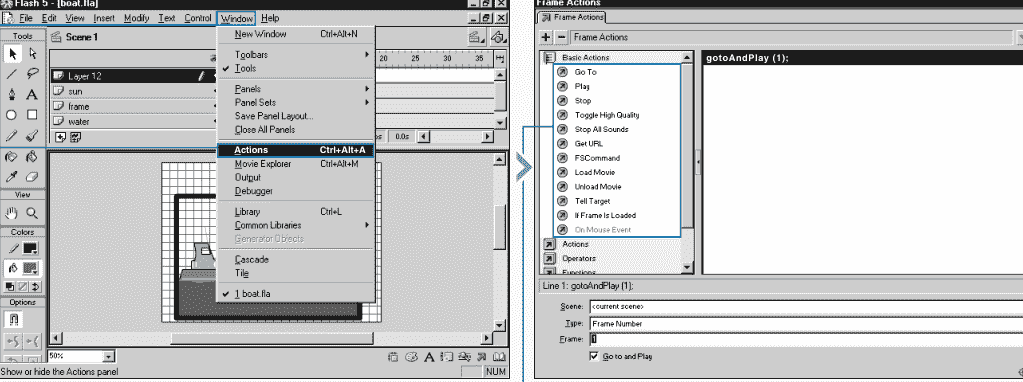 Flash 5 - [boat.fla]
File Edit View Insert Modify Text Control Window Help
Tools
Scene 1
20 25 30 35
Layer 12
sun
frame
water
0.0s
New Window Ctrl+Alt+N
Toolbars
Tools
Panels
Panel Sets
Save Panel Layout...
Close All Panels
Actions Ctrl+Alt+A
Movie Explorer Ctrl+Alt+M
Output
Debugger
Library Ctrl+L
Common Libraries
Generator Objects
Cascade
Tile
1 boat.fla
View
Colors
Options
50%
Show or hide the Actions panel
NUM
Frame Actions
Frame Actions
Frame Actions
Basic Actions
Go To
Play
Stop
Toggle High Quality
Stop All Sounds
Get URL
FSCommand
Load Movie
Unload Movie
Tell Target
If Frame Is Loaded
On Mouse Event
Actions
Operators
Functions
gotoAndPlay (1);
Line 1: gotoAndPlay (1);
Scene: <current scene>
Type: Frame Number
Frame: 1
Go to and Play